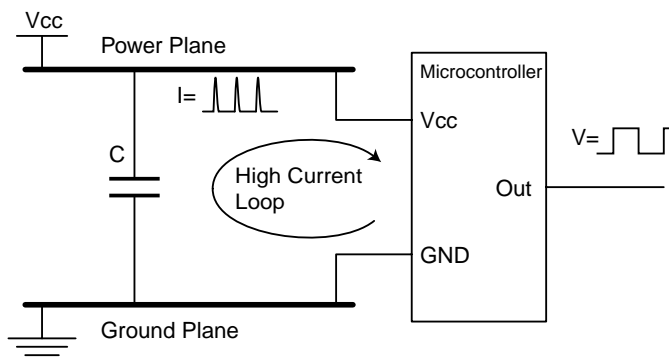 Vcc
Power Plane
Microcontroller
I=
Vcc
V=
C
High Current
Loop
Out
GND
Ground Plane